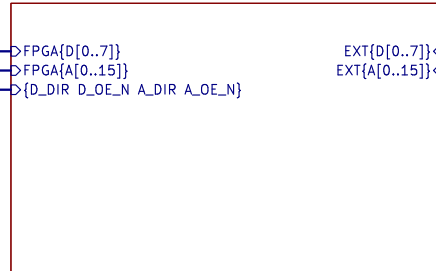 FPGA{D[0..7]} EXT{D[0..7]}
FPGA{A[0..15]} EXT{A[0..15]}
{D_DIR D_OE_N A_DIR A_OE_N}